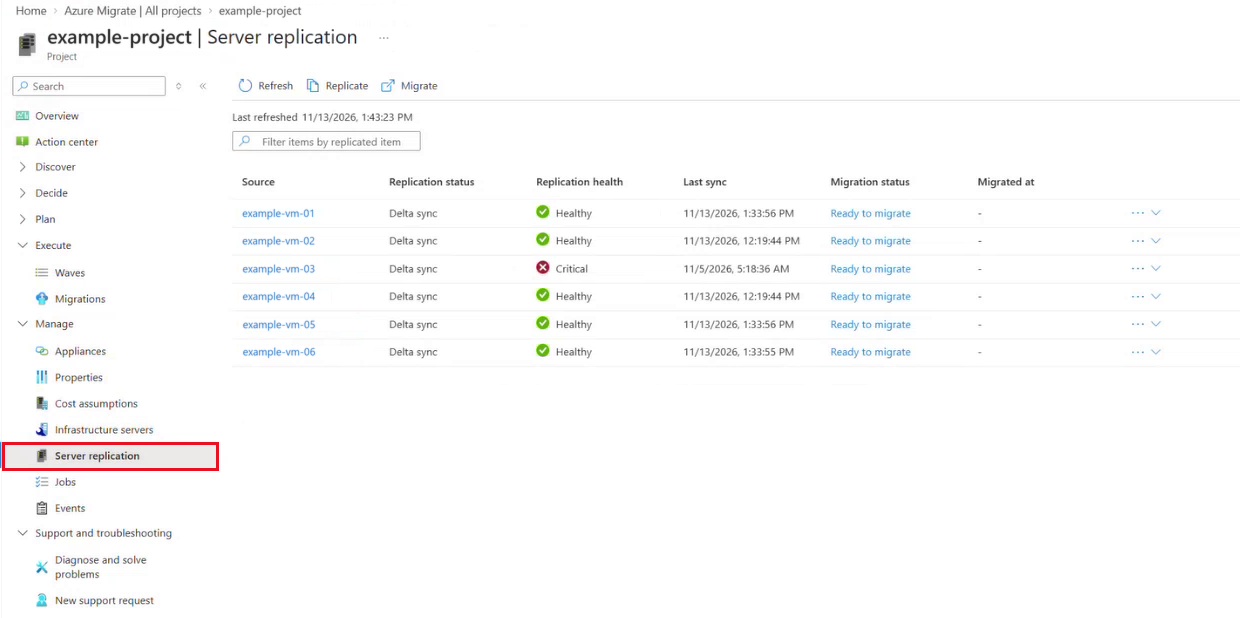 Home > Azure Migrate | All projects > example-project
example-project | Server replication ...
Project
Search
Refresh Replicate Migrate
Overview
Action center
Discover
Decide
Plan
Execute
Waves
Migrations
Manage
Appliances
Properties
Cost assumptions
Infrastructure servers
Server replication
Jobs
Events
Support and troubleshooting
Diagnose and solve
problems
New support request
Last refreshed 11/13/2026, 1:43:23 PM
Filter items by replicated item
Source Replication status Replication health Last sync Migration status Migrated at
example-vm-01 Delta sync Healthy 11/13/2026, 1:33:56 PM Ready to migrate - ...
example-vm-02 Delta sync Healthy 11/13/2026, 12:19:44 PM Ready to migrate - ...
example-vm-03 Delta sync Critical 11/5/2026, 5:18:36 AM Ready to migrate - ...
example-vm-04 Delta sync Healthy 11/13/2026, 12:19:44 PM Ready to migrate - ...
example-vm-05 Delta sync Healthy 11/13/2026, 1:33:56 PM Ready to migrate - ...
example-vm-06 Delta sync Healthy 11/13/2026, 1:33:55 PM Ready to migrate - ...